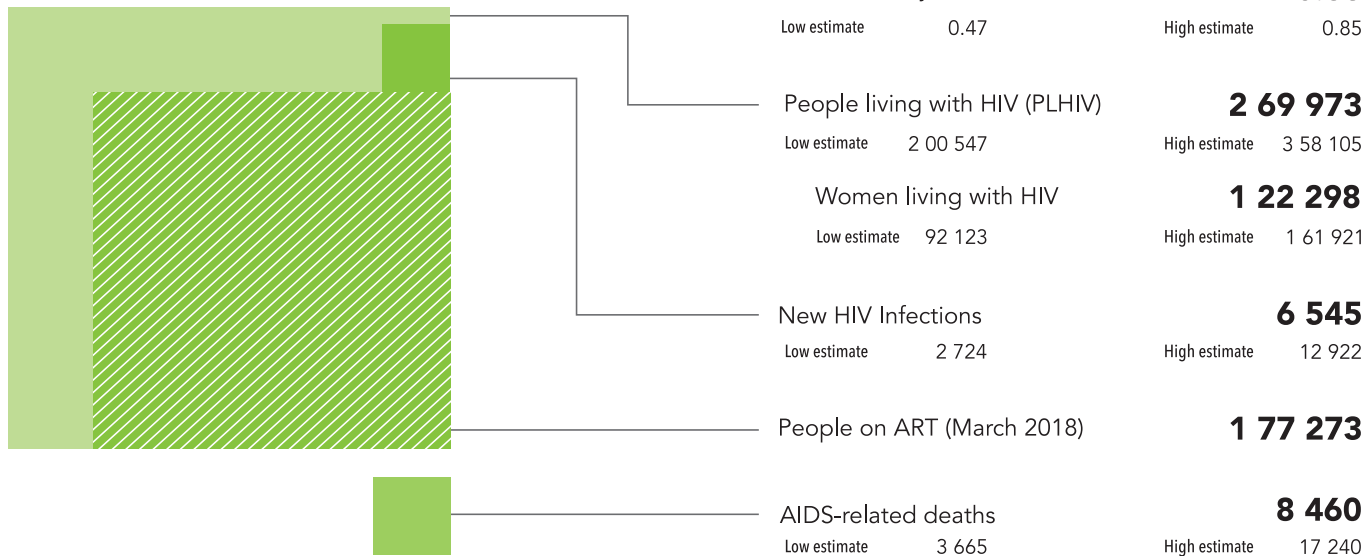 Low estimate 0.47 High estimate 0.85
People living with HIV (PLHIV) 2 69 973
Low estimate 2 00 547 High estimate 3 58 105
Women living with HIV 1 22 298
Low estimate 92 123 High estimate 1 61 921
New HIV Infections 6 545
Low estimate 2 724 High estimate 12 922
People on ART (March 2018) 1 77 273
AIDS-related deaths 8 460
Low estimate 3 665 High estimate 17 240